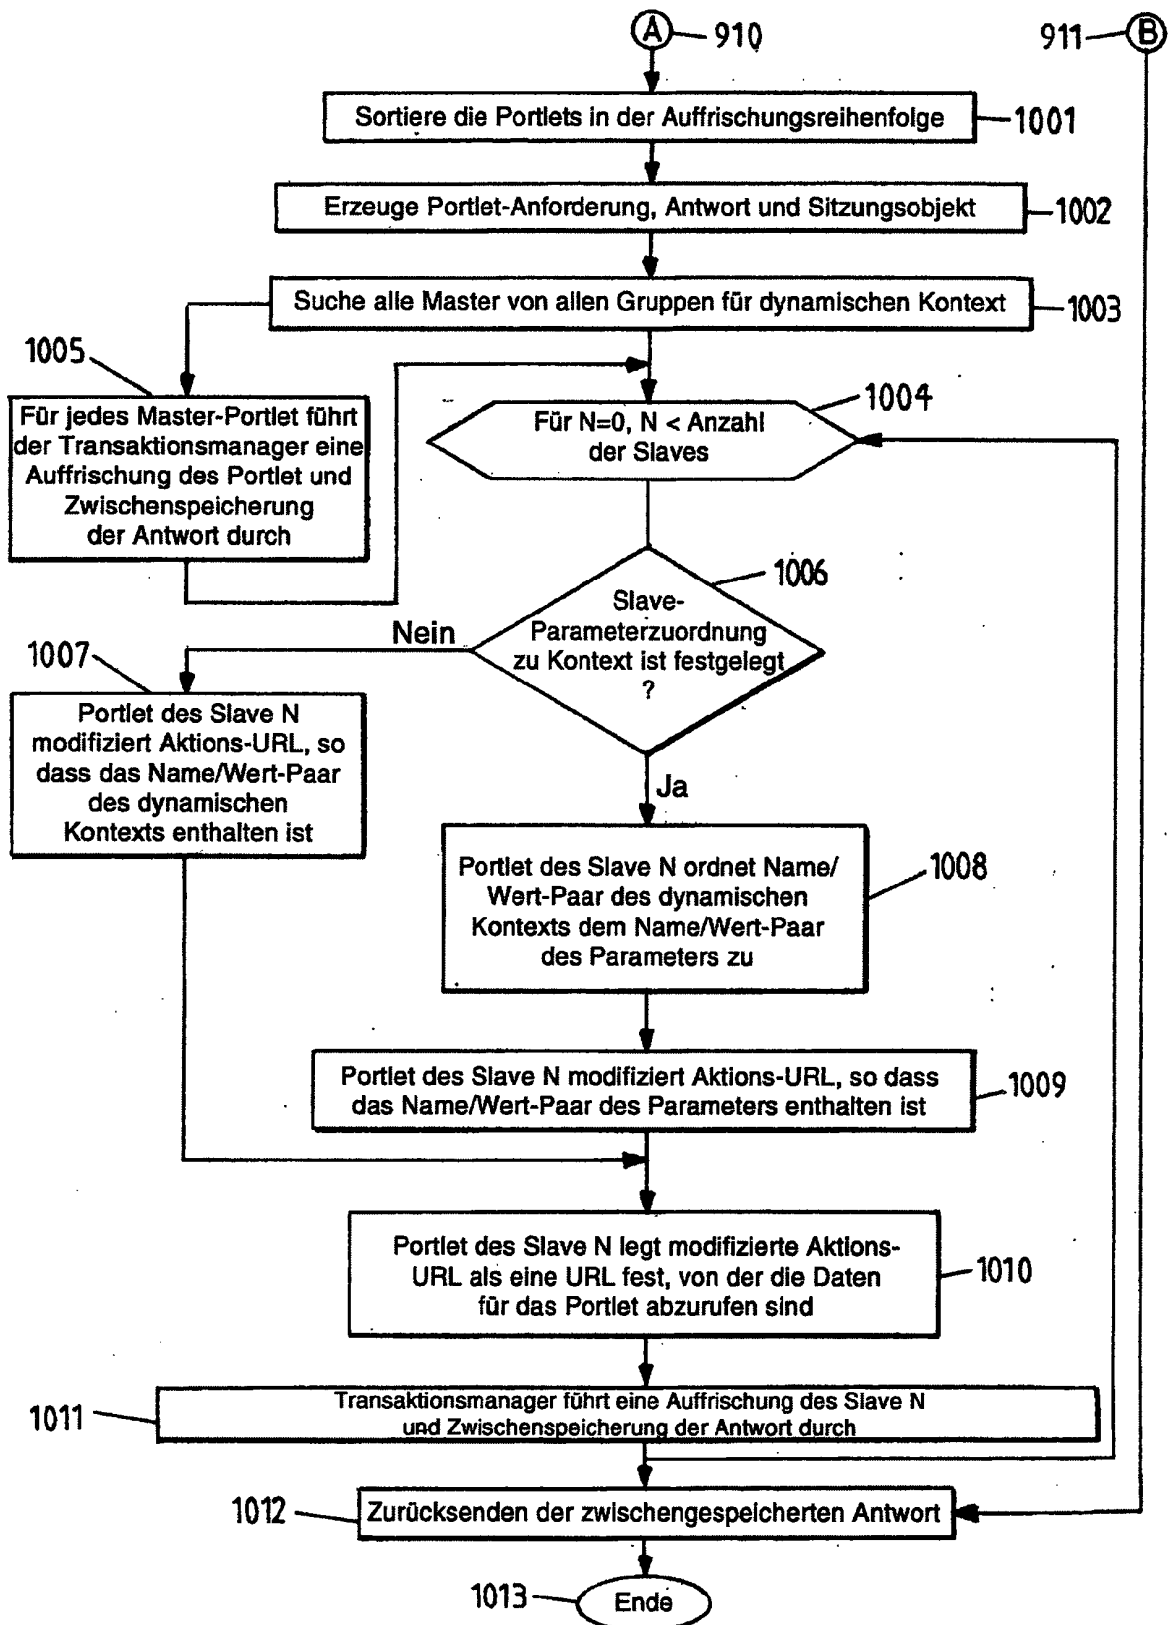 A
910
911
B
Sortiere die Portlets in der Auffrischungsreihenfolge
1001
Erzeuge Portlet-Anforderung, Antwort und Sitzungsobjekt
1002
Suche alle Master von allen Gruppen für dynamischen Kontext
1003
1005
Für jedes Master-Portlet führt
der Transaktionsmanager eine
Auffrischung des Portlet und
Zwischenspeicherung
der Antwort durch
1004
Für N=0, N < Anzahl
der Slaves
1006
Slave-
Parameterzuordnung
zu Kontext ist festgelegt
?
Nein
1007
Portlet des Slave N
modifiziert Aktions-URL, so
dass das Name/Wert-Paar
des dynamischen
Kontexts enthalten ist
Ja
Portlet des Slave N ordnet Name/
Wert-Paar des dynamischen
Kontexts dem Name/Wert-Paar
des Parameters zu
1008
Portlet des Slave N modifiziert Aktions-URL, so dass
das Name/Wert-Paar des Parameters enthalten ist
1009
Portlet des Slave N legt modifizierte Aktions-
URL als eine URL fest, von der die Daten
für das Portlet abzurufen sind
1010
Transaktionsmanager führt eine Auffrischung des Slave N
und Zwischenspeicherung der Antwort durch
1011
1012
Zurücksenden der zwischengespeicherten Antwort
1013
Ende